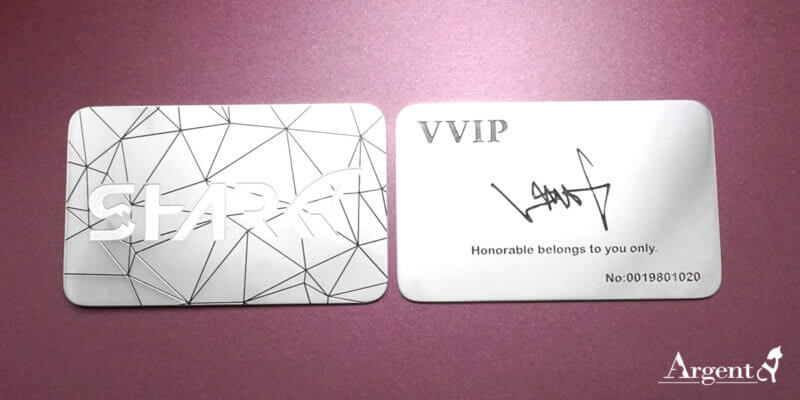 SHARK
VVIP
Honorable belongs to you only.
No:0019801020
Argent